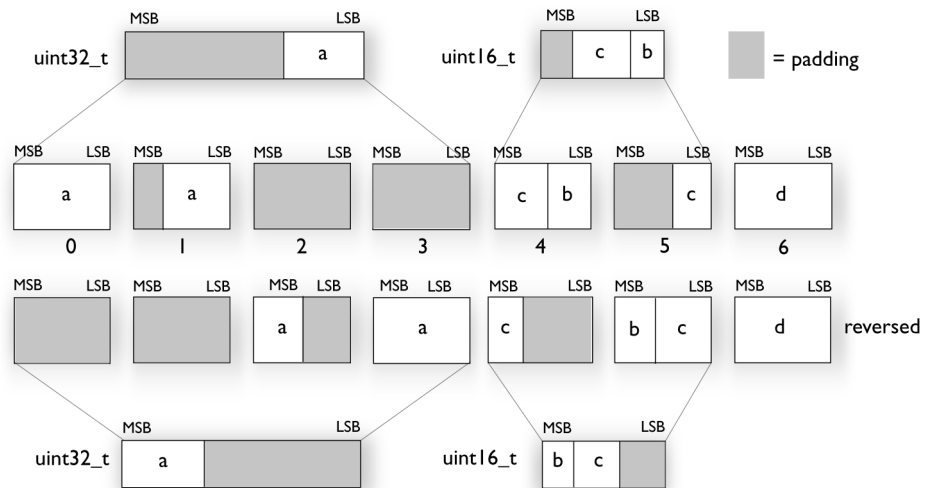 MSB LSB MSB LSB
uint32_t a uint16_t c b = padding
MSB LSB MSB LSB MSB LSB MSB LSB MSB LSB MSB LSB MSB LSB
a a c b c d
0 1 2 3 4 5 6
MSB LSB MSB LSB MSB LSB MSB LSB MSB LSB MSB LSB MSB LSB
a a c b c d reversed
MSB LSB MSB LSB
uint32_t a uint16_t b c